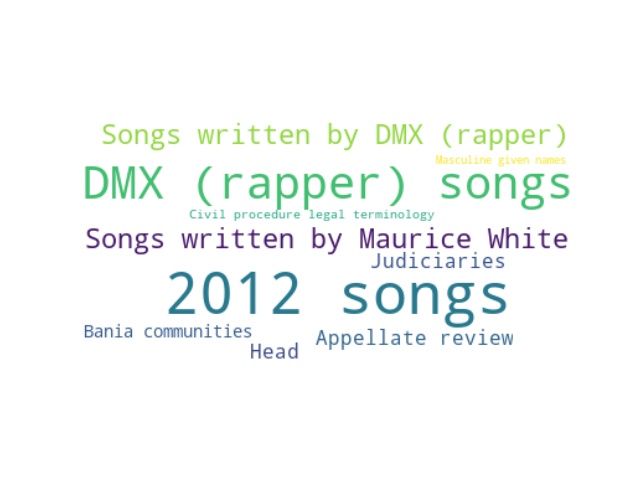 Songs written by DMX (rapper)
Masculine given names
DMX (rapper) songs
Civil procedure legal terminology
Songs written by Maurice White
Judiciaries
2012 songs
Bania communities
Appellate review
Head